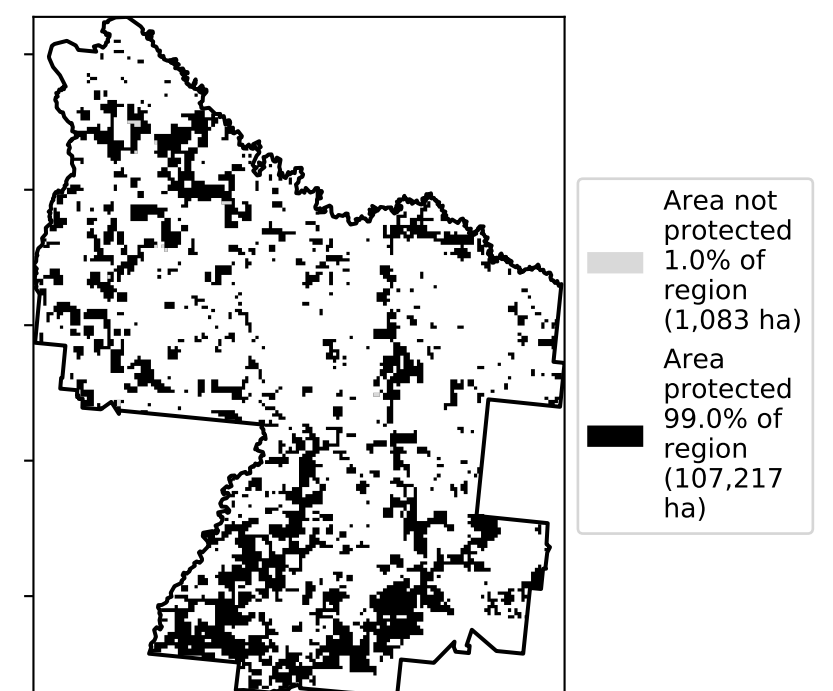 Area not
protected
1.0% of
region
(1,083 ha)
Area
protected
99.0% of
region
(107,217
ha)